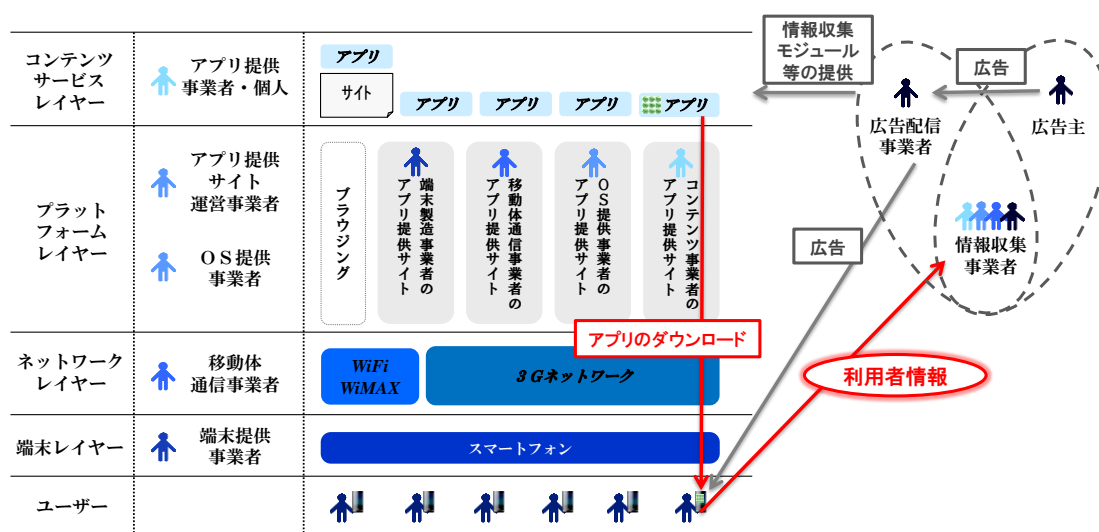 コンテンツ
サービス
レイヤー
アプリ提供
事業者・個人
アプリ
サイト
アプリ
アプリ
アプリ
アプリ
情報収集
モジュール
等の提供
広告
広告配信
事業者
広告主
プラット
フォーム
レイヤー
アプリ提供
サイト
運営事業者
ＯＳ提供
事業者
ブラウジング
端末製造事業者の
アプリ提供サイト
移動体通信事業者の
アプリ提供サイト
ＯＳ提供事業者の
アプリ提供サイト
コンテンツ事業者の
アプリ提供サイト
広告
情報収集
事業者
アプリのダウンロード
ネットワーク
レイヤー
移動体
通信事業者
WiFi
WiMAX
３Gネットワーク
利用者情報
端末レイヤー
端末提供
事業者
スマートフォン
ユーザー